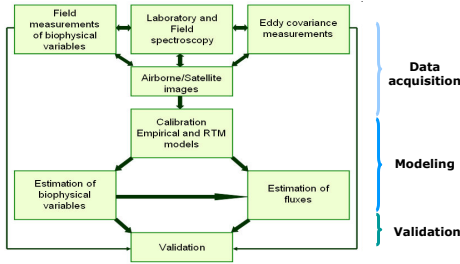 Field
measurements
of biophysical
variables
Laboratory and
Field
spectroscopy
Eddy covariance
measurements
Airborne/Satellite
images
Data
acquisition
Calibration
Empirical and RTM
models
Modeling
Estimation of
biophysical
variables
Estimation of
fluxes
Validation
Validation